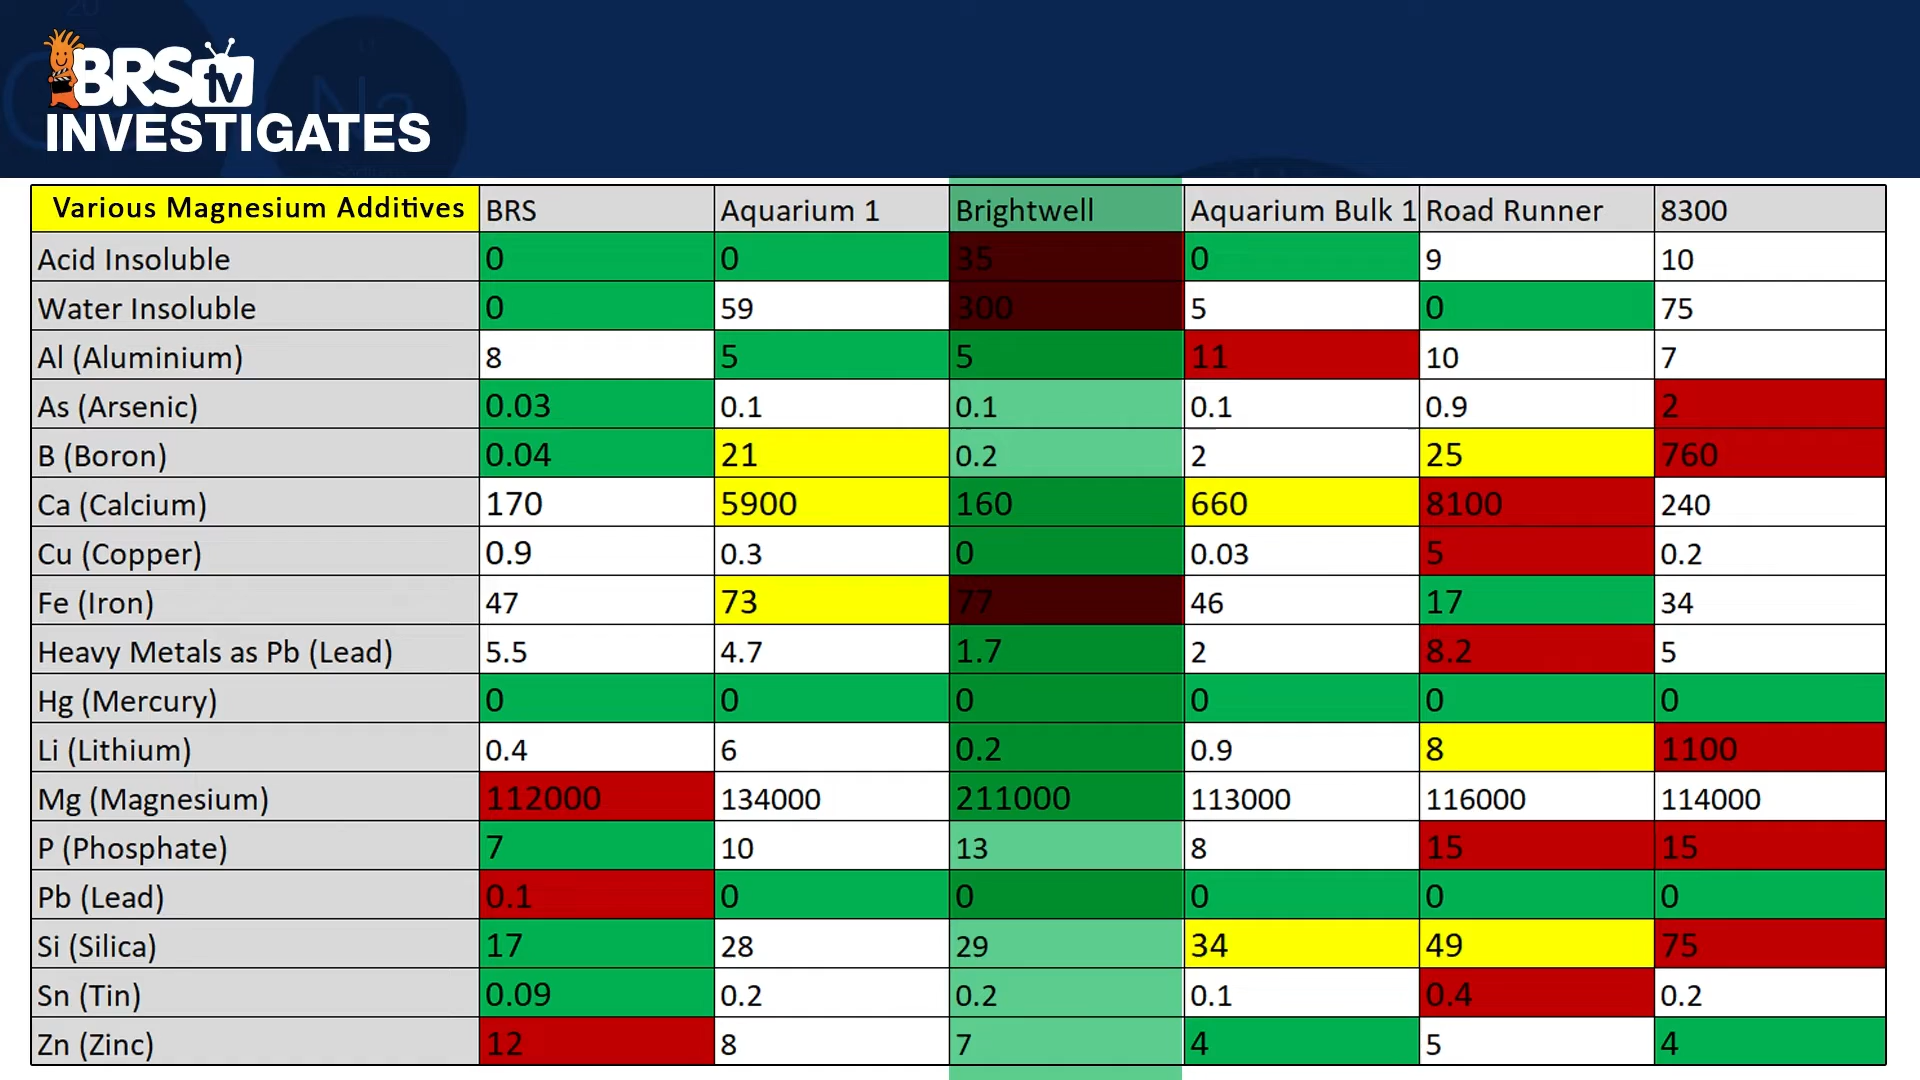 BRS tv
INVESTIGATES
Na
Various Magnesium Additives BRS Aquarium 1 Brightwell Aquarium Bulk 1 Road Runner 8300
Acid Insoluble 0 0 35 0 9 10
Water Insoluble 0 59 300 5 0 75
Al (Aluminium) 8 5 5 11 10 7
As (Arsenic) 0.03 0.1 0.1 0.1 0.9 2
B (Boron) 0.04 21 0.2 2 25 760
Ca (Calcium) 170 5900 160 660 8100 240
Cu (Copper) 0.9 0.3 0 0.03 5 0.2
Fe (Iron) 47 73 77 46 17 34
Heavy Metals as Pb (Lead) 5.5 4.7 1.7 2 8.2 5
Hg (Mercury) 0 0 0 0 0 0
Li (Lithium) 0.4 6 0.2 0.9 8 1100
Mg (Magnesium) 112000 134000 211000 113000 116000 114000
P (Phosphate) 7 10 13 8 15 15
Pb (Lead) 0.1 0 0 0 0 0
Si (Silica) 17 28 29 34 49 75
Sn (Tin) 0.09 0.2 0.2 0.1 0.4 0.2
Zn (Zinc) 12 8 7 4 5 4